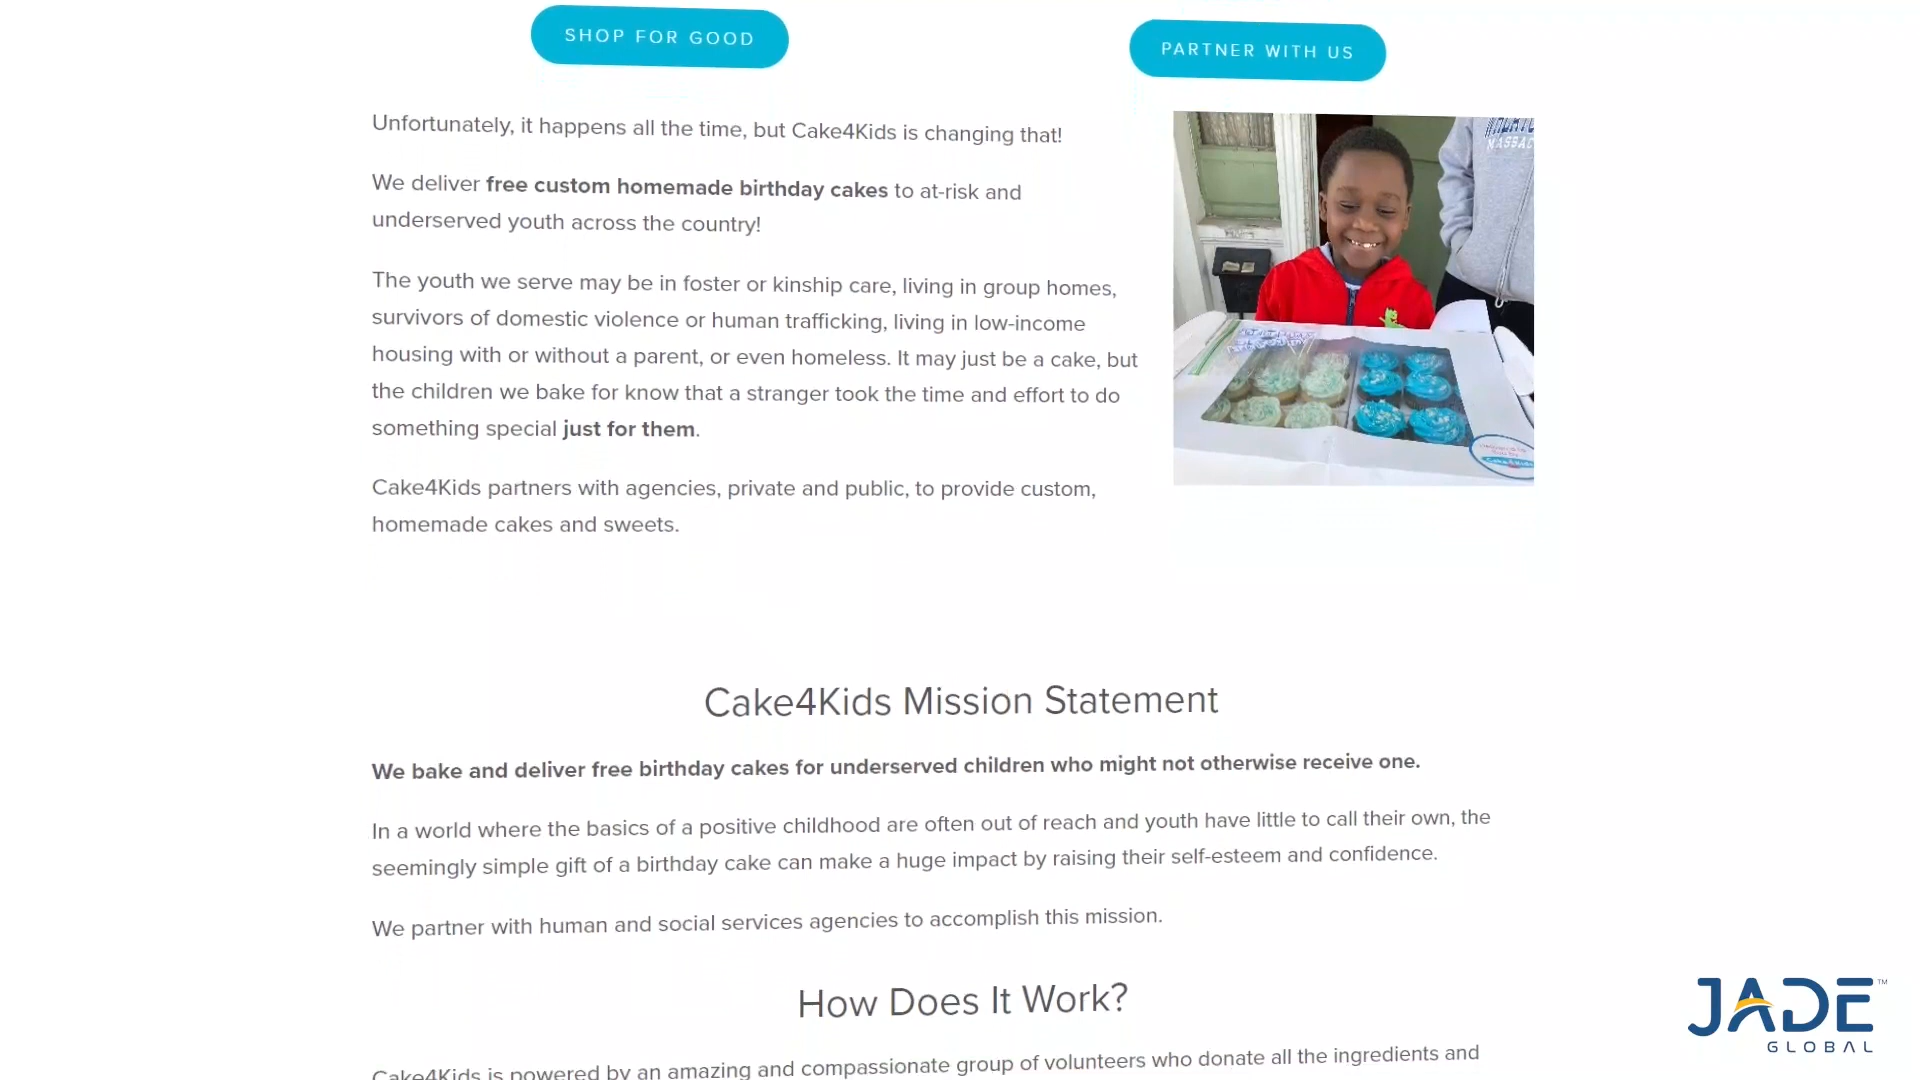 SHOP FOR GOOD
PARTNER WITH US
Unfortunately, it happens all the time, but Cake4Kids is changing that!
We deliver free custom homemade birthday cakes to at-risk and
underserved youth across the country!
The youth we serve may be in foster or kinship care, living in group homes,
survivors of domestic violence or human trafficking, living in low-income
housing with or without a parent, or even homeless. It may just be a cake, but
the children we bake for know that a stranger took the time and effort to do
something special just for them.
Cake4Kids partners with agencies, private and public, to provide custom,
homemade cakes and sweets.
MASSAC
Cake4Kids Mission Statement
We bake and deliver free birthday cakes for underserved children who might not otherwise receive one.
In a world where the basics of a positive childhood are often out of reach and youth have little to call their own, the
seemingly simple gift of a birthday cake can make a huge impact by raising their self-esteem and confidence.
We partner with human and social services agencies to accomplish this mission.
How Does It Work?
Cake4Kids is powered by an amazing and compassionate group of volunteers who donate all the ingredients and
JADE™
GLOBAL